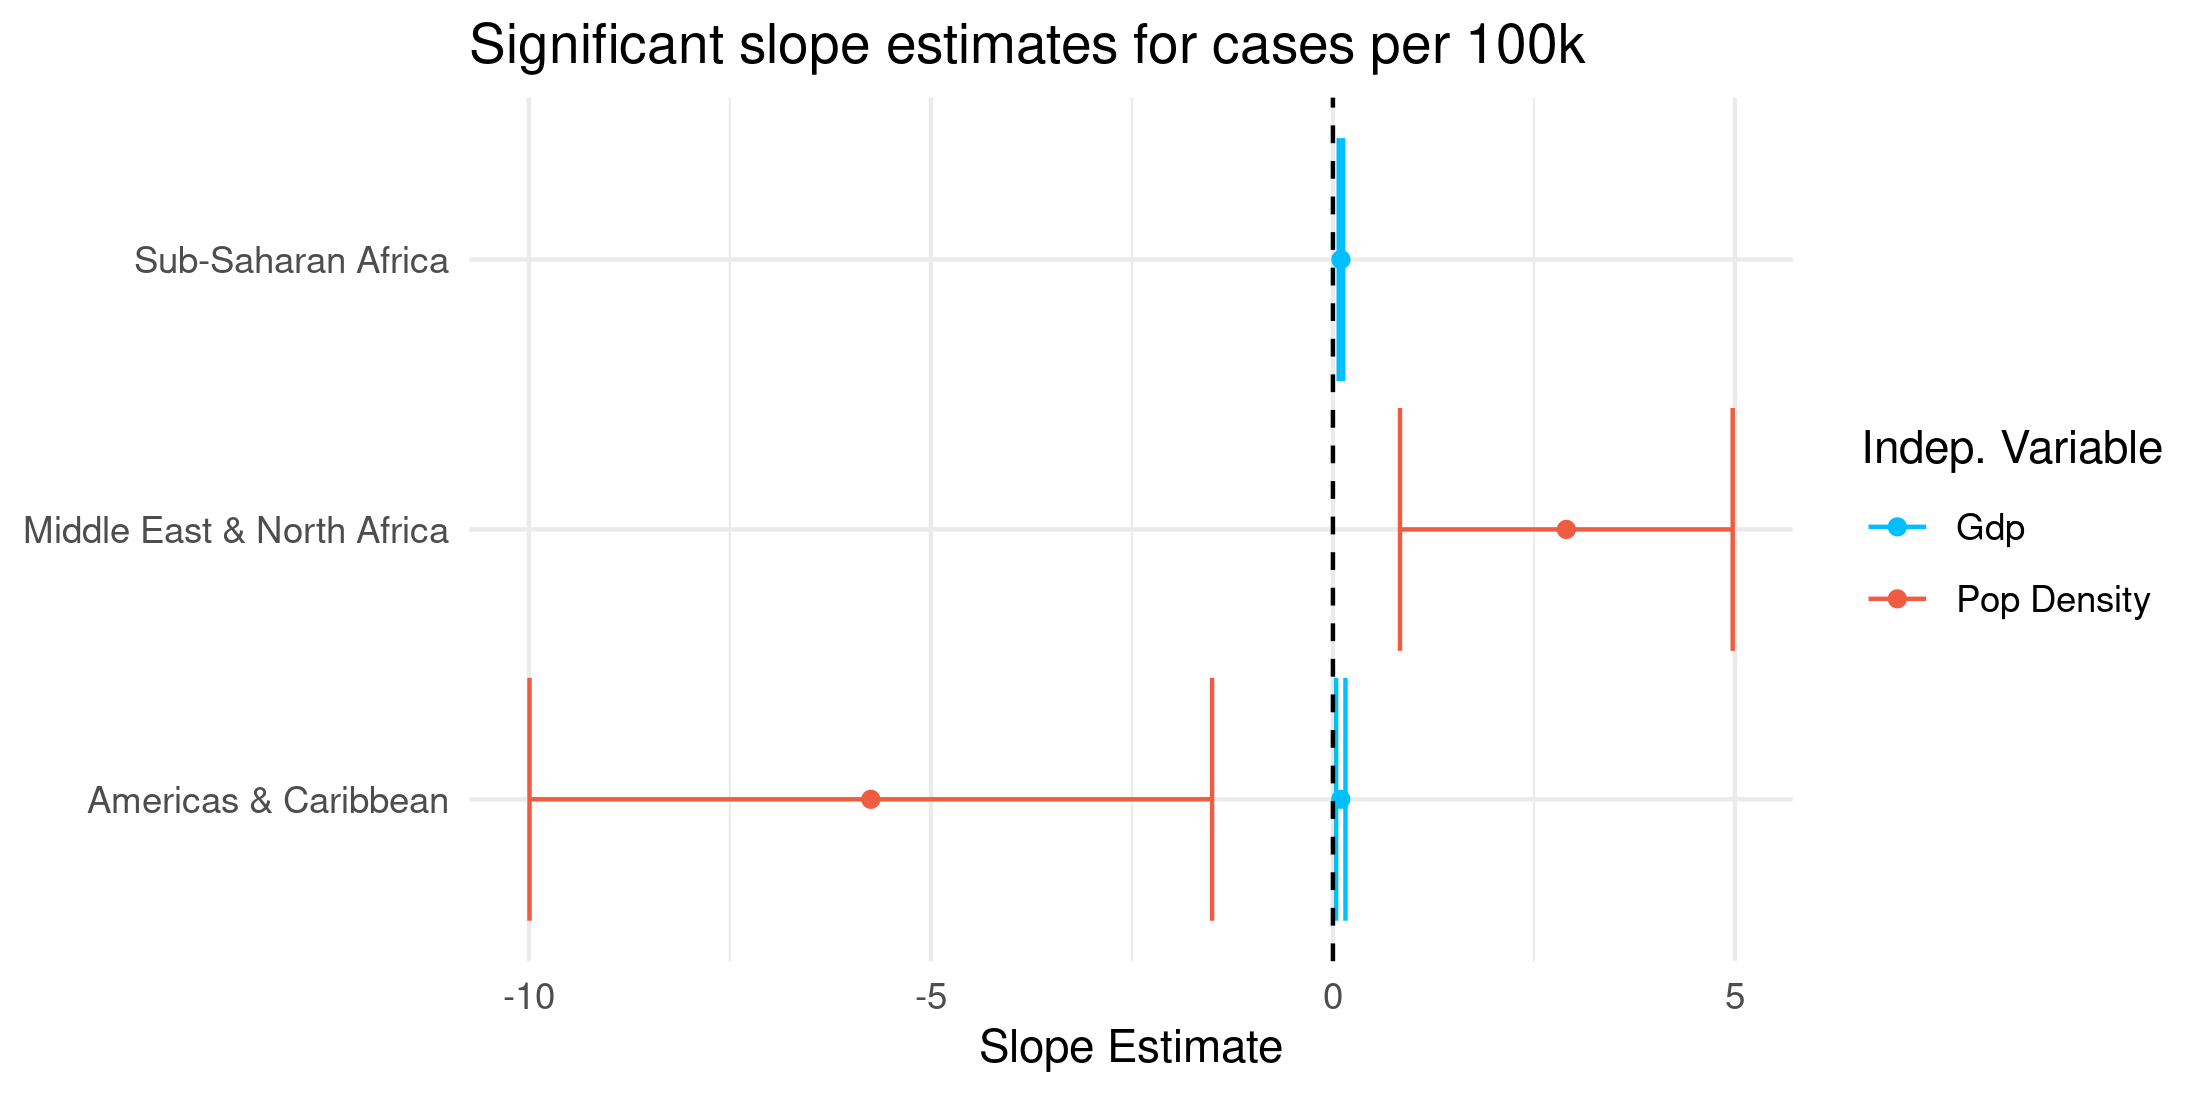 Significant slope estimates for cases per 100k
Sub-Saharan Africa
Middle East & North Africa
Americas & Caribbean
-10
-5
0
5
Slope Estimate
Indep. Variable
Gdp
Pop Density